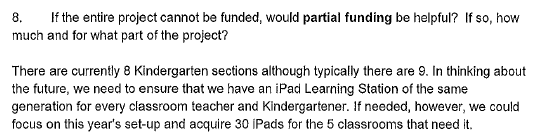 8. If the entire project cannot be funded, would partial funding be helpful? If so, how
much and for what part of the project?
There are currently 8 Kindergarten sections although typically there are 9. In thinking about
the future, we need to ensure that we have an iPad Learning Station of the same
generation for every classroom teacher and Kindergartener. If needed, however, we could
focus on this year's set-up and acquire 30 iPads for the 5 classrooms that need it.